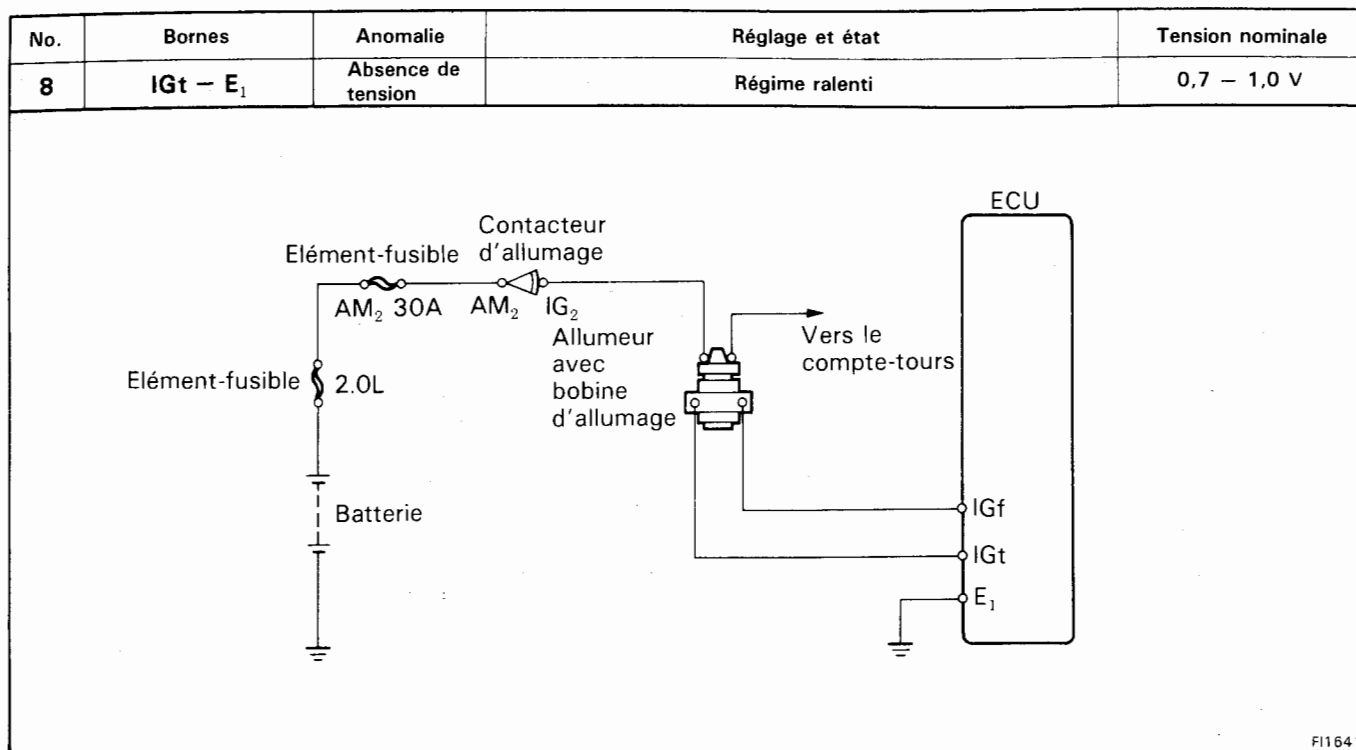 No. Bornes Anomalie Réglage et état Tension nominale
8 IGt − E₁ Absence de tension Régime ralenti 0,7 − 1,0 V
ECU
Contacteur
d'allumage
Elément-fusible
AM₂ 30A AM₂ IG₂
Allumeur
avec
bobine
d'allumage
Vers le
compte-tours
Elément-fusible 2.0L
Batterie
IGf
IGt
E₁
FI164